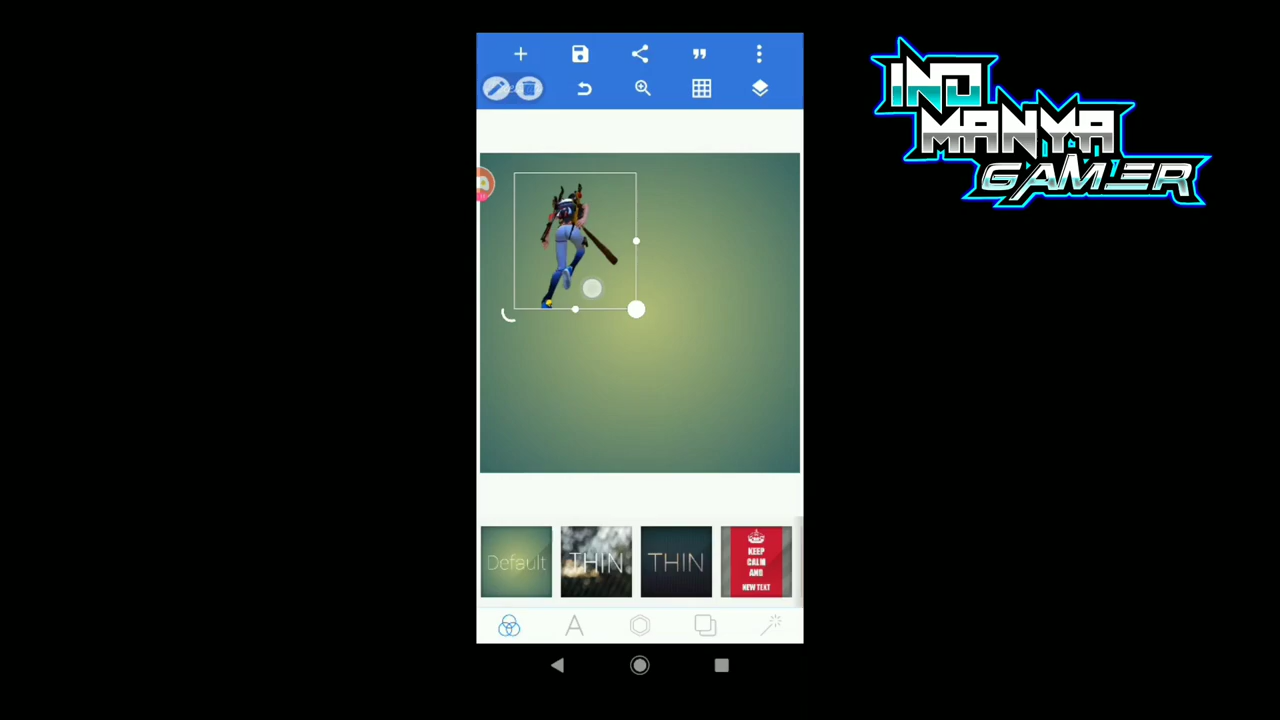 INO
MANYA
GAMER
Default
THIN
THIN
KEEP
CALM
AND
NEW TEXT